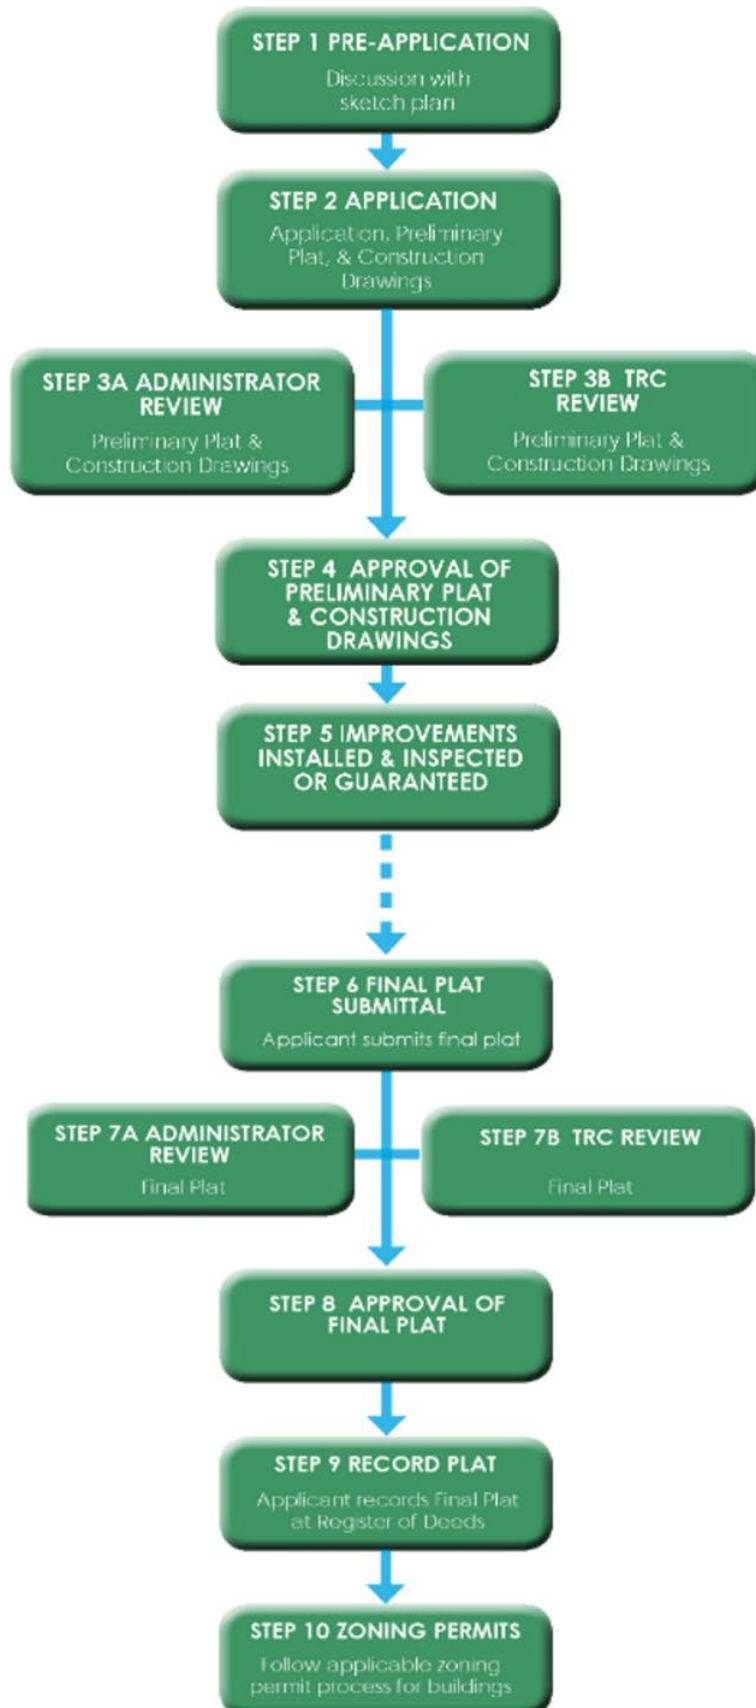 STEP 1 PRE-APPLICATION
Discussion with
sketch plan
STEP 2 APPLICATION
Application, Preliminary
Plat, & Construction
Drawings
STEP 3A ADMINISTRATOR
REVIEW
Preliminary Plat &
Construction Drawings
STEP 3B TRC
REVIEW
Preliminary Plat &
Construction Drawings
STEP 4 APPROVAL OF
PRELIMINARY PLAT
& CONSTRUCTION
DRAWINGS
STEP 5 IMPROVEMENTS
INSTALLED & INSPECTED
OR GUARANTEED
STEP 6 FINAL PLAT
SUBMITTAL
Applicant submits final plat
STEP 7A ADMINISTRATOR
REVIEW
Final Plat
STEP 7B TRC REVIEW
Final Plat
STEP 8 APPROVAL OF
FINAL PLAT
STEP 9 RECORD PLAT
Applicant records Final Plat
at Register of Deeds
STEP 10 ZONING PERMITS
Follow applicable zoning
permit process for buildings